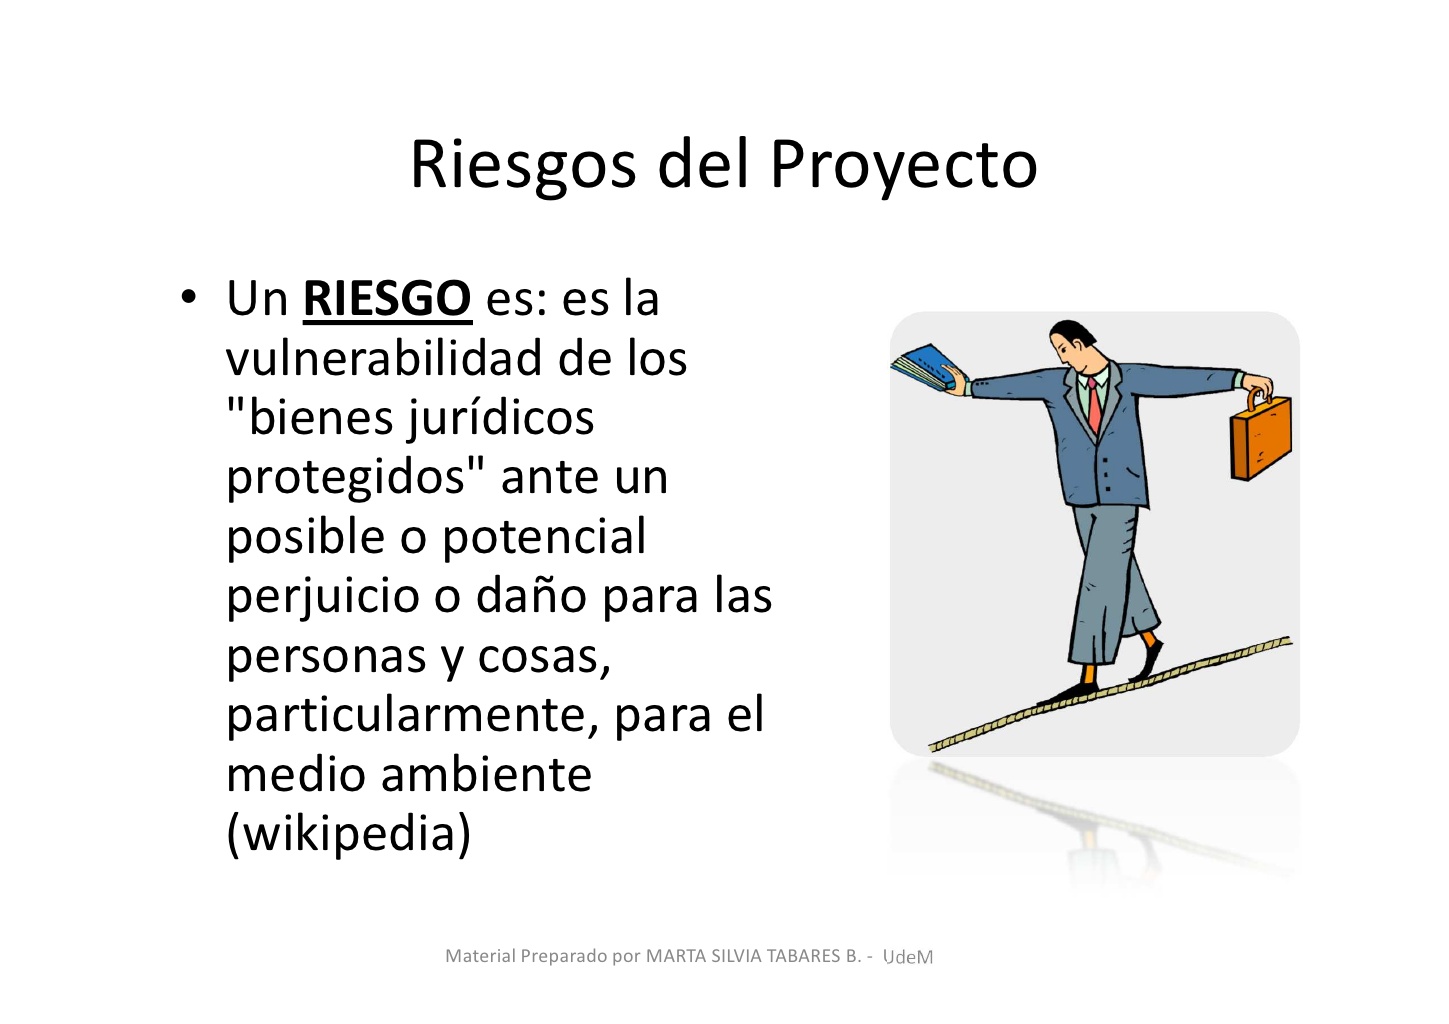 Riesgos del Proyecto
• Un RIESGO es: es la
vulnerabilidad de los
"bienes jurídicos
protegidos" ante un
posible o potencial
perjuicio o daño para las
personas y cosas,
particularmente, para el
medio ambiente
(wikipedia)
Material Preparado por MARTA SILVIA TABARES B. - UdeM